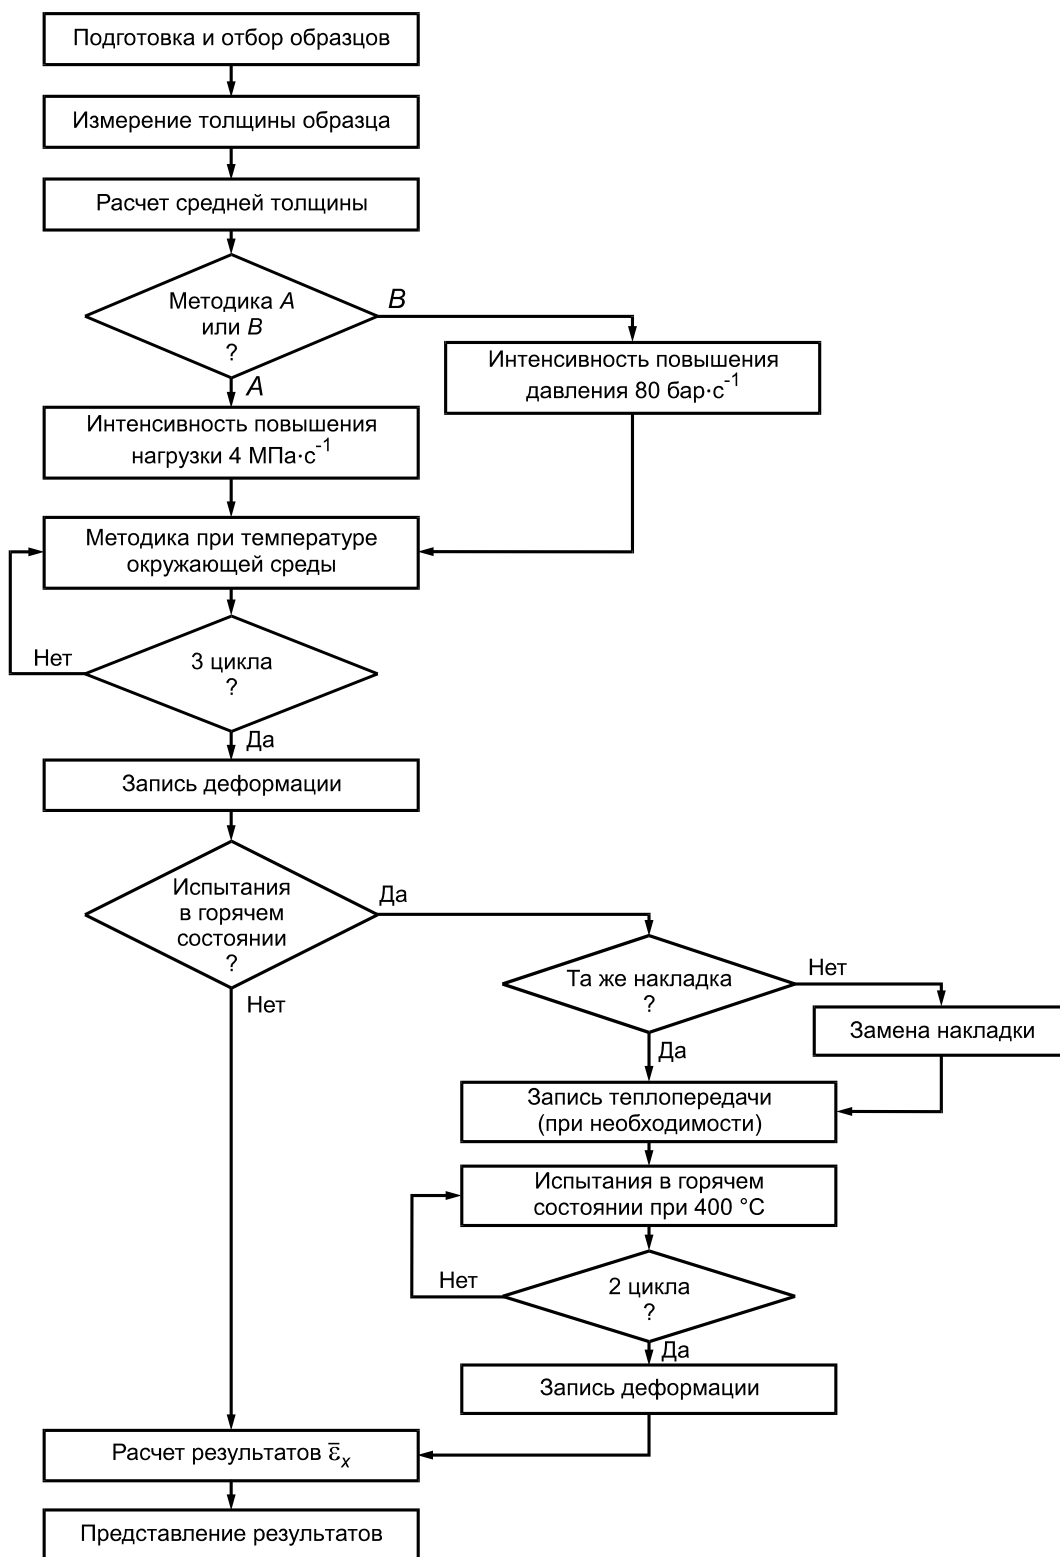 Подготовка и отбор образцов
Измерение толщины образца
Расчет средней толщины
Методика A
или B
?
B
A
Интенсивность повышения
давления 80 бар·с⁻¹
Интенсивность повышения
нагрузки 4 МПа·с⁻¹
Методика при температуре
окружающей среды
3 цикла
?
Нет
Да
Запись деформации
Испытания
в горячем
состоянии
?
Да
Нет
Та же накладка
?
Нет
Да
Замена накладки
Запись теплопередачи
(при необходимости)
Испытания в горячем
состоянии при 400 °С
2 цикла
?
Нет
Да
Запись деформации
Расчет результатов ε̅ₓ
Представление результатов